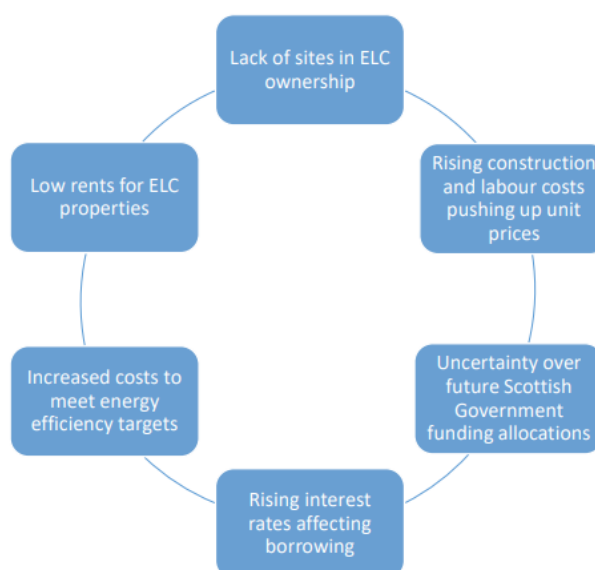 Lack of sites in ELC
ownership
Rising construction
and labour costs
pushing up unit
prices
Uncertainty over
future Scottish
Government
funding allocations
Rising interest
rates affecting
borrowing
Increased costs to
meet energy
efficiency targets
Low rents for ELC
properties